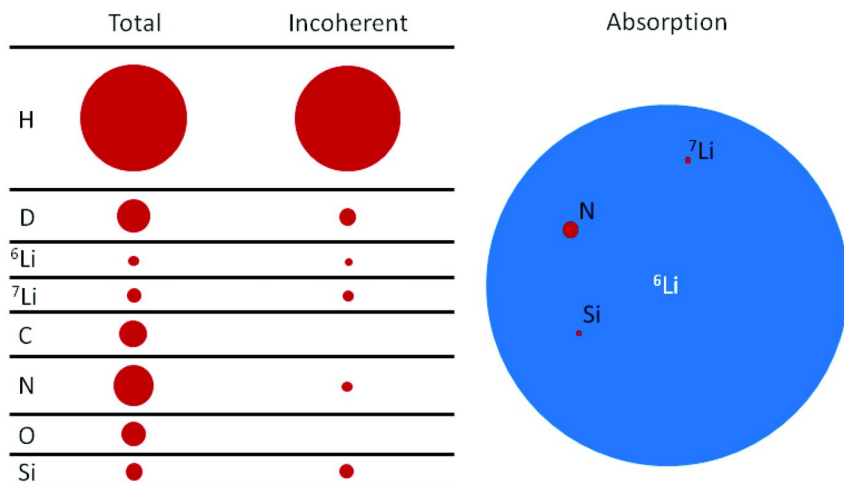 Total Incoherent Absorption
H
D
⁶Li
⁷Li
C
N
O
Si
⁷Li
N
⁶Li
Si